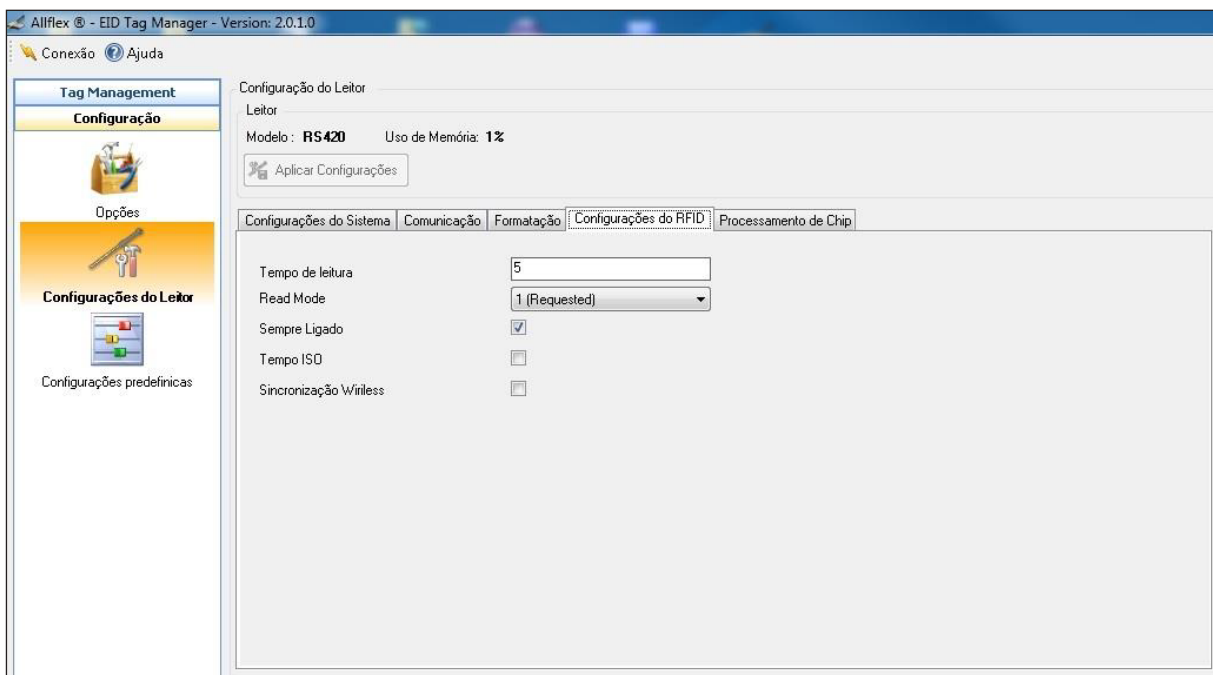 Allflex ® - EID Tag Manager - Version: 2.0.1.0
Conexão Ajuda
Tag Management
Configuração
Opções
Configurações do Leitor
Configurações predefinicas
Configuração do Leitor
Leitor
Modelo : RS420 Uso de Memória: 1%
Aplicar Configurações
Configurações do Sistema Comunicação Formatação Configurações do RFID Processamento de Chip
Tempo de leitura 5
Read Mode 1 (Requested)
Sempre Ligado
Tempo ISO
Sincronização Wiriless